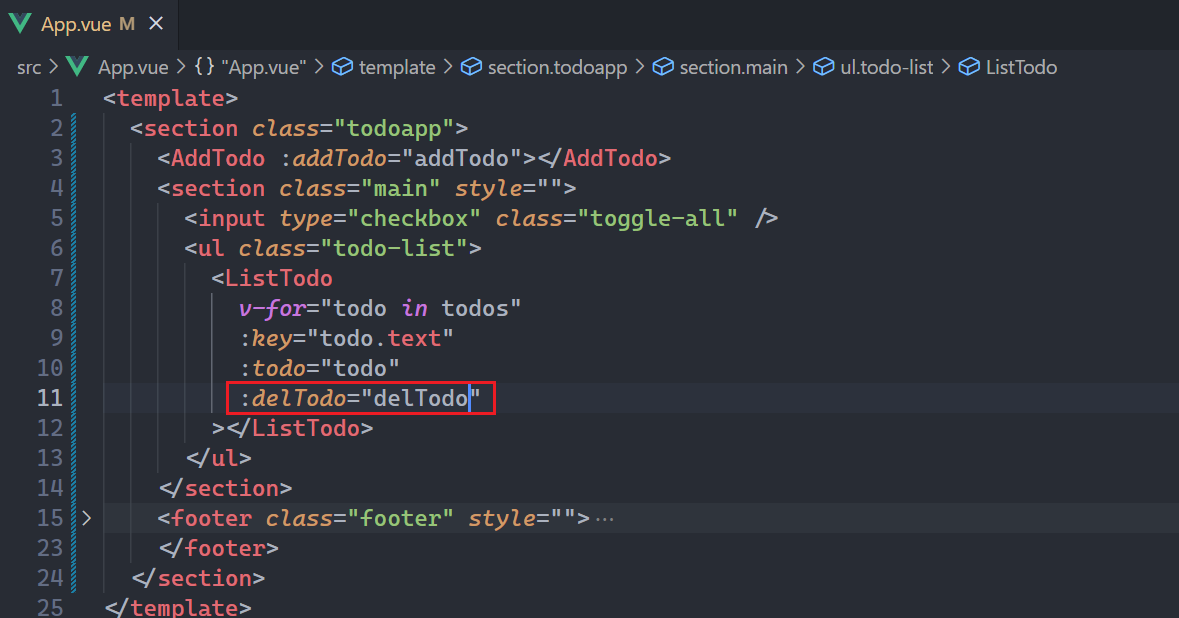 App.vue M ×
src > App.vue > {} "App.vue" > template > section.todoapp > section.main > ul.todo-list > ListTodo
1 <template>
2 <section class="todoapp">
3 <AddTodo :addTodo="addTodo"></AddTodo>
4 <section class="main" style="">
5 <input type="checkbox" class="toggle-all" />
6 <ul class="todo-list">
7 <ListTodo
8 v-for="todo in todos"
9 :key="todo.text"
10 :todo="todo"
11 :delTodo="delTodo"
12 ></ListTodo>
13 </ul>
14 </section>
15 > <footer class="footer" style="">···
23 </footer>
24 </section>
25 </template>